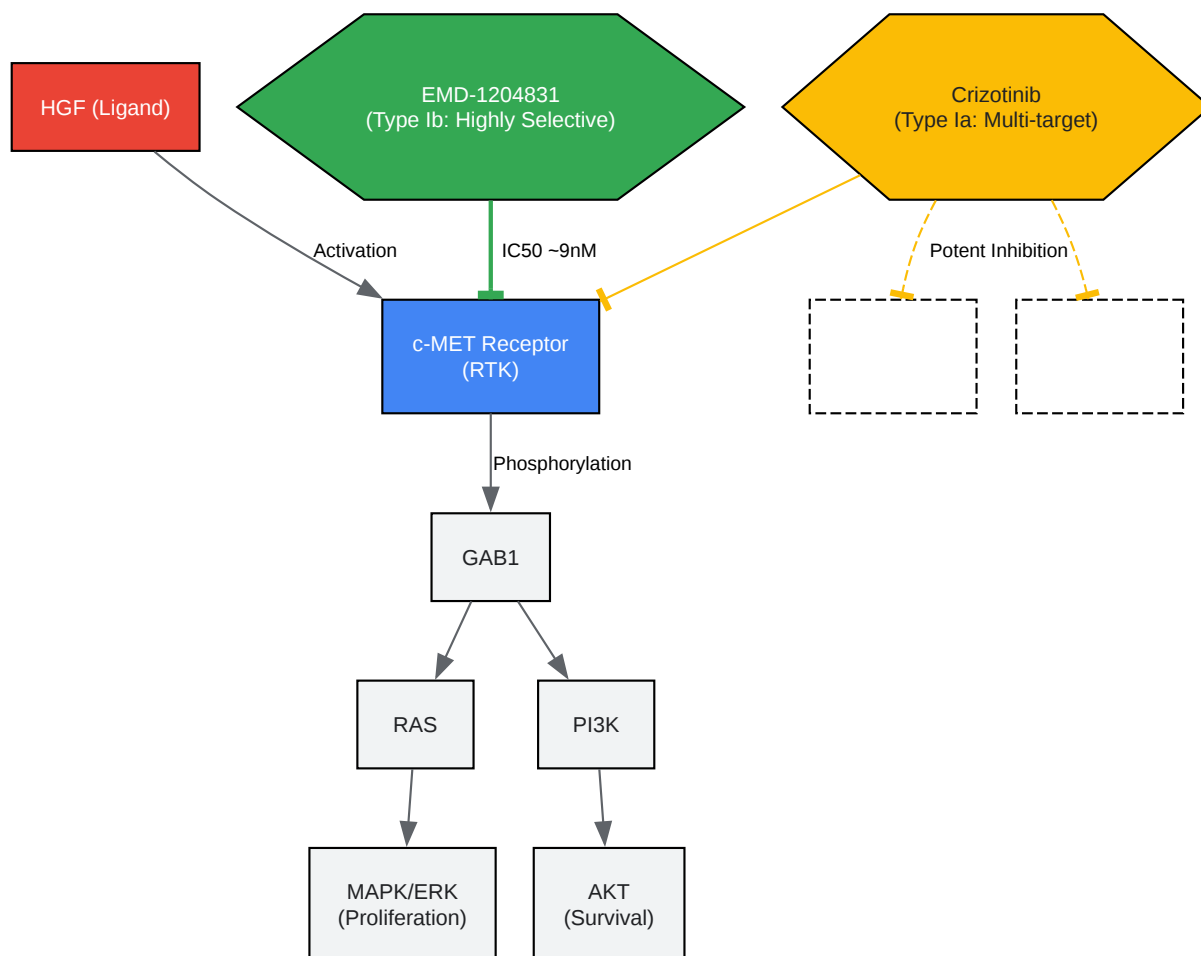 HGF (Ligand)
EMD-1204831
(Type Ib: Highly Selective)
Crizotinib
(Type Ia: Multi-target)
Activation
IC50 ~9nM
Potent Inhibition
c-MET Receptor
(RTK)
Phosphorylation
GAB1
RAS
PI3K
MAPK/ERK
(Proliferation)
AKT
(Survival)